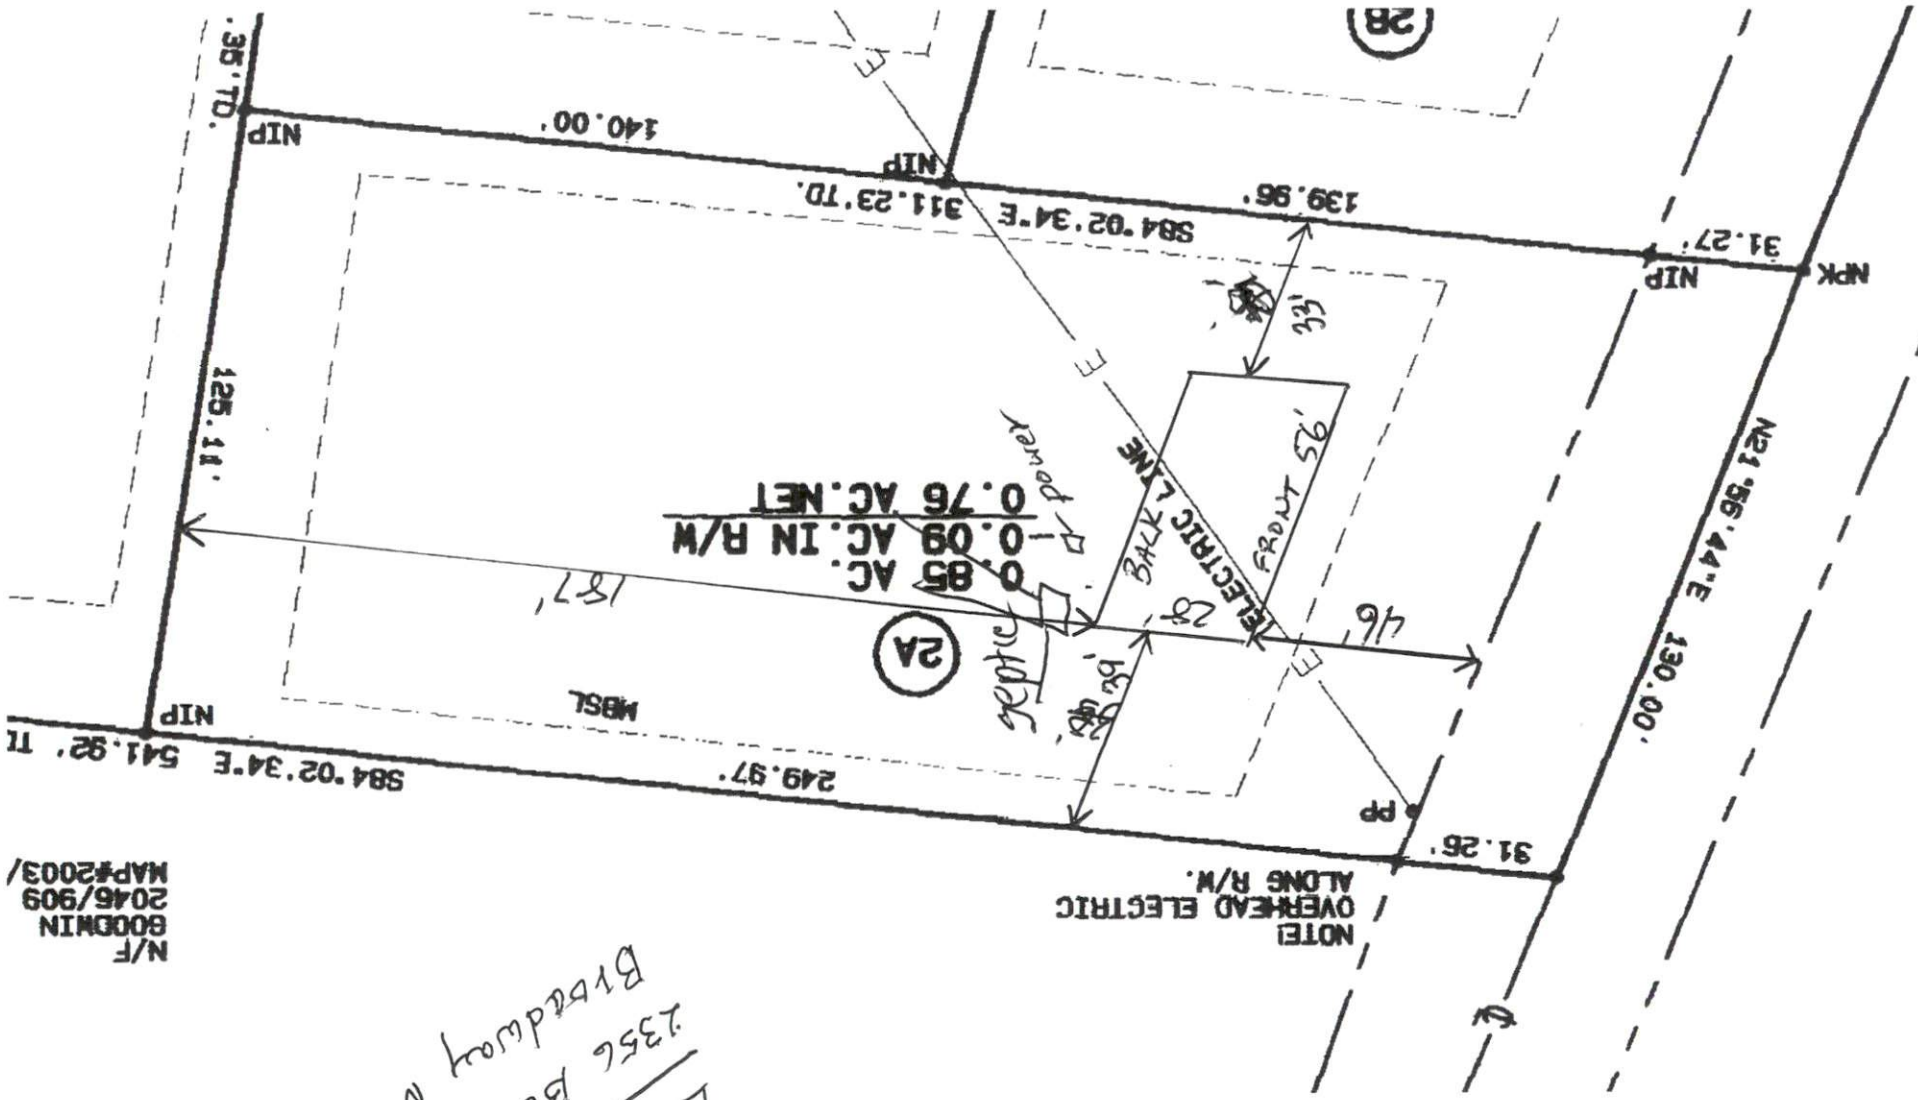 2B
.35'TD.
NIP
140.00'
NIP
311.23'TD.
S84°02'34"E
139.96'
31.27'
NIP
NPK
33'
N21°56'44"E 130.00'
125.11'
power
0.85 AC.
0.09 AC. IN R/W
0.76 AC. NET
BACK
ELECTRIC LINE
FRONT 56'
187'
28'
46'
39'
septic
2A
MBSL
NIP
541.92'
S84°02'34"E
249.97'
PP
31.26'
NOTE:
OVERHEAD ELECTRIC
ALONG R/W.
N/F
GOODWIN
2046/909
MAP#2003/
E
E
E
2356
Broadway